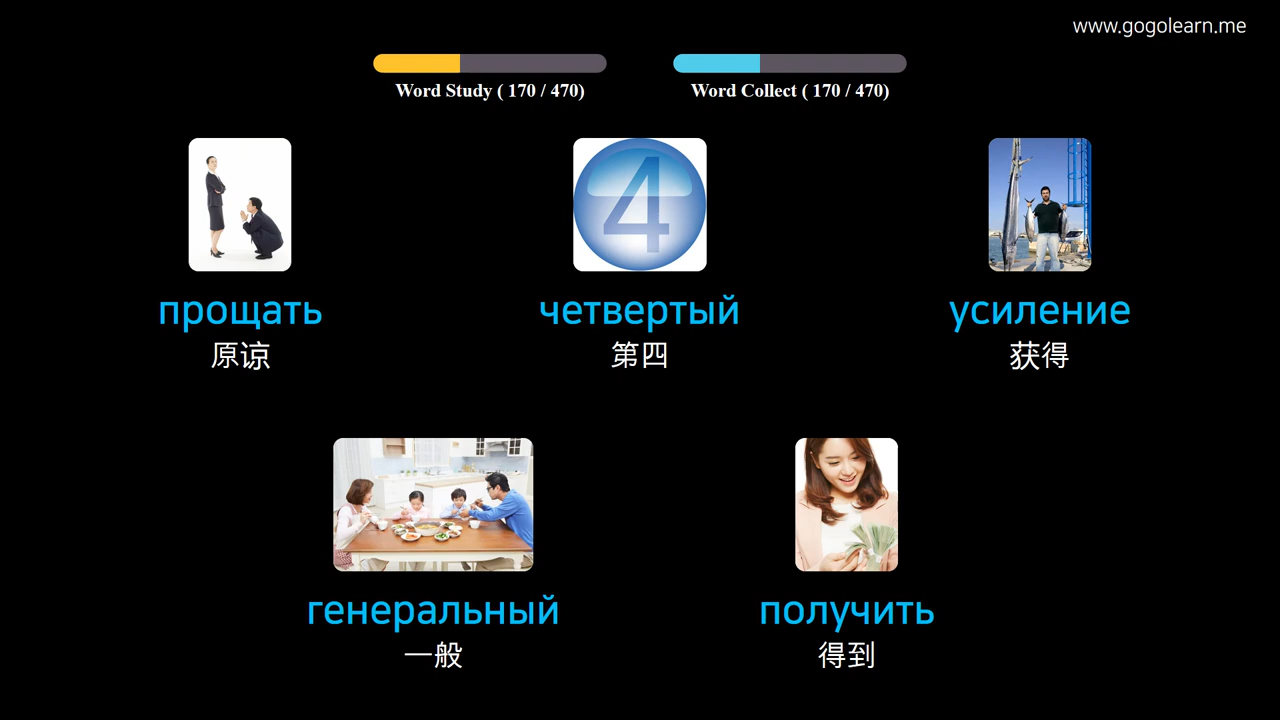 www.gogolearn.me
Word Study ( 170 / 470)
Word Collect ( 170 / 470)
4
прощать
原谅
четвертый
第四
усиление
获得
генеральный
一般
получить
得到